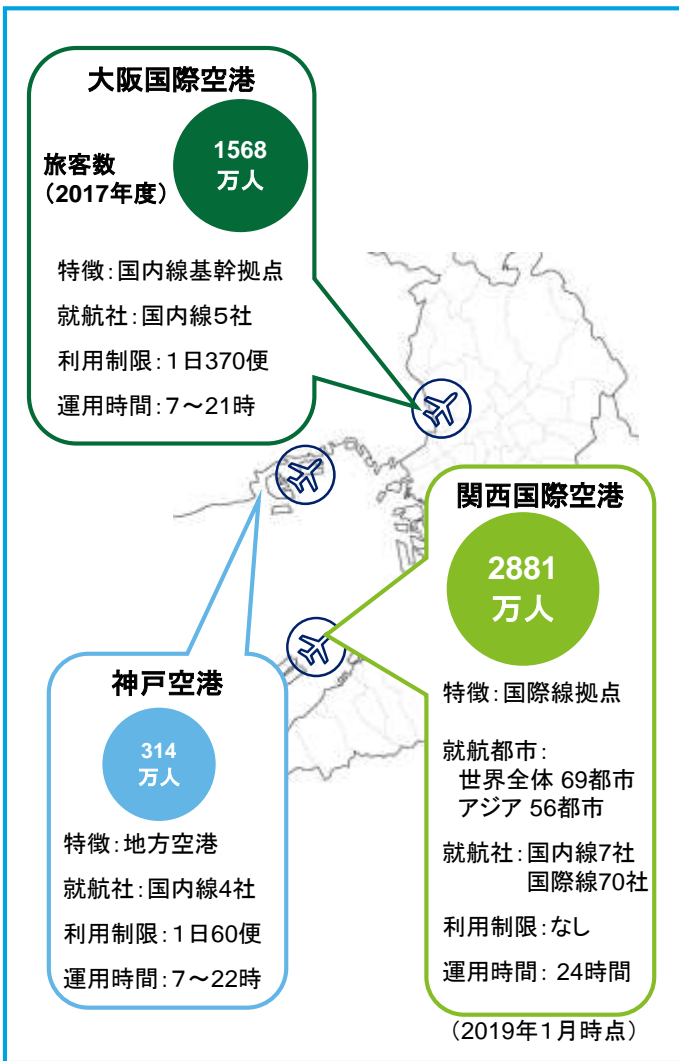 大阪国際空港
旅客数
（2017年度）
1568
万人
特徴：国内線基幹拠点
就航社：国内線5社
利用制限：１日370便
運用時間：７～21時
関西国際空港
2881
万人
特徴：国際線拠点
就航都市：
世界全体 69都市
アジア 56都市
就航社：国内線7社
国際線70社
利用制限：なし
運用時間： 24時間
神戸空港
314
万人
特徴：地方空港
就航社：国内線4社
利用制限：１日60便
運用時間：７～22時
（2019年１月時点）